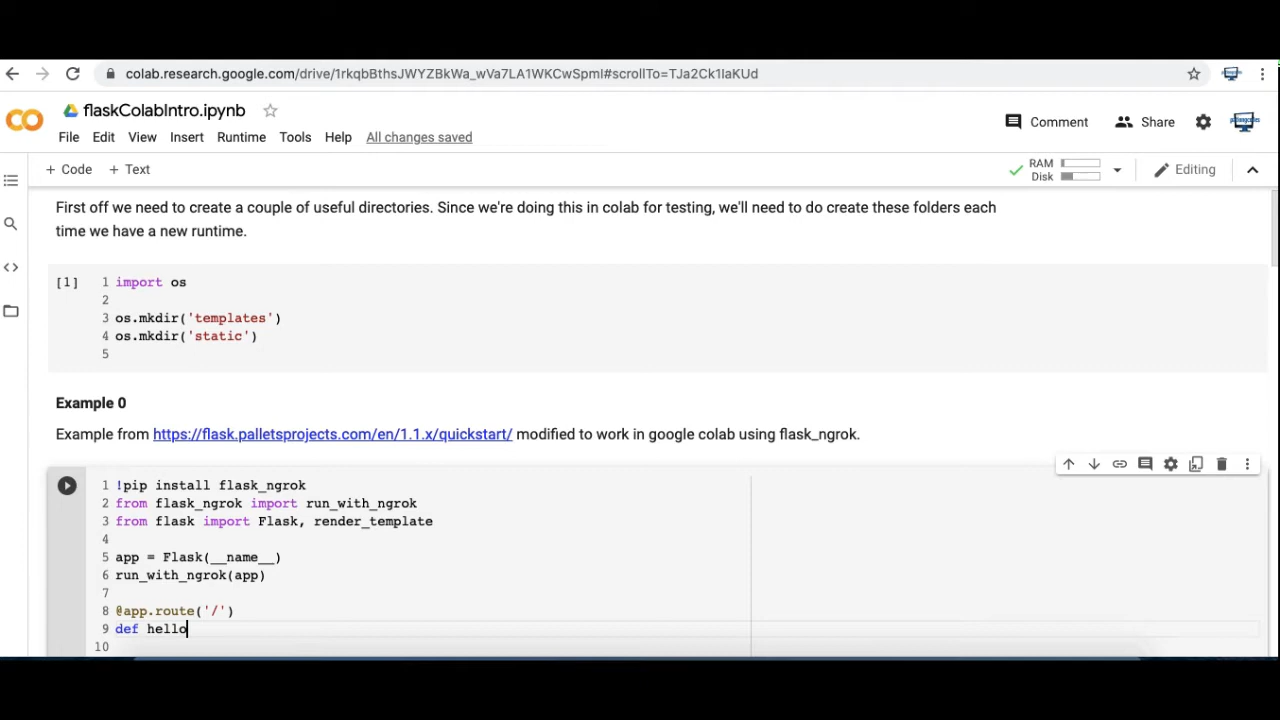 colab.research.google.com/drive/1rkqbBthsJWYZBkWa_wVa7LA1WKCwSpmI#scrollTo=TJa2Ck1IaKUd
flaskColabIntro.ipynb
Comment Share
File Edit View Insert Runtime Tools Help All changes saved
+ Code + Text
RAM
Disk
Editing
First off we need to create a couple of useful directories. Since we're doing this in colab for testing, we'll need to do create these folders each
time we have a new runtime.
[1] 1 import os
2
3 os.mkdir('templates')
4 os.mkdir('static')
5
Example 0
Example from https://flask.palletsprojects.com/en/1.1.x/quickstart/ modified to work in google colab using flask_ngrok.
1 !pip install flask_ngrok
2 from flask_ngrok import run_with_ngrok
3 from flask import Flask, render_template
4
5 app = Flask(__name__)
6 run_with_ngrok(app)
7
8 @app.route('/')
9 def hello
10